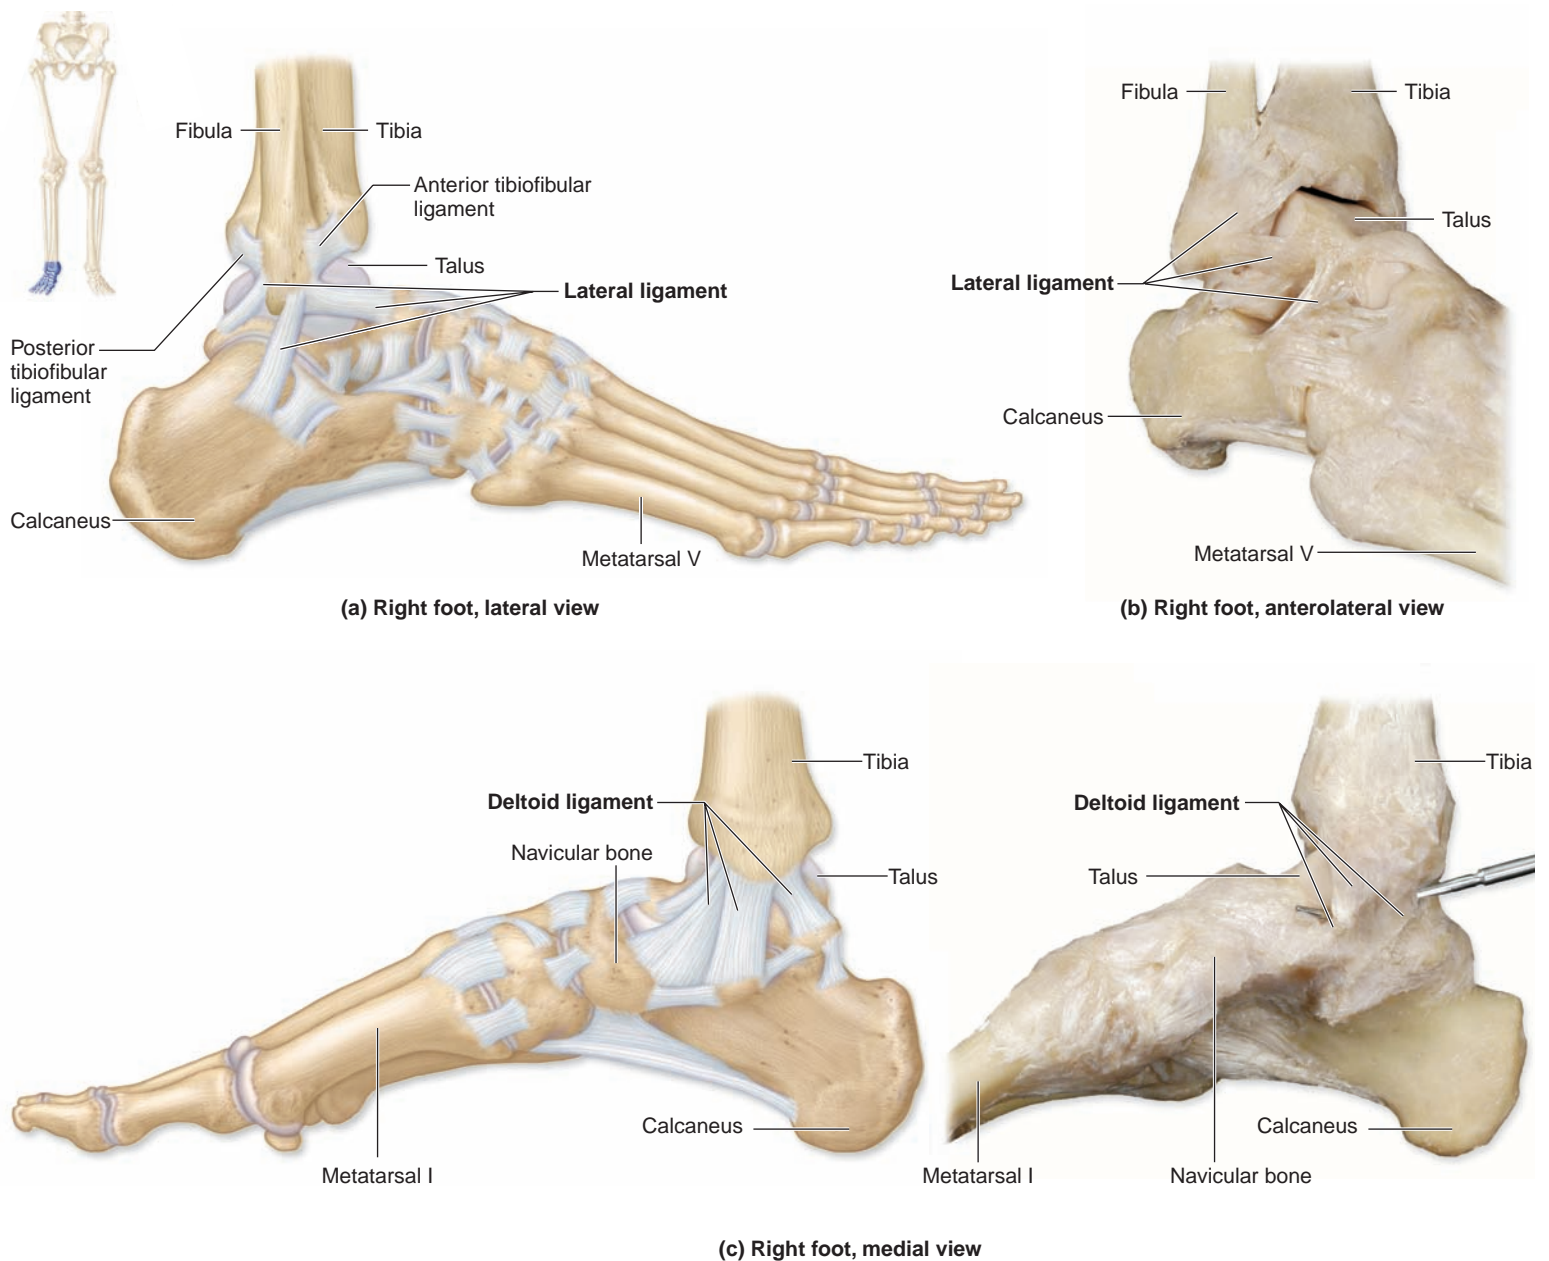 Fibula
Tibia
Anterior tibiofibular
ligament
Talus
Lateral ligament
Posterior
tibiofibular
ligament
Calcaneus
Metatarsal V
(a) Right foot, lateral view
Fibula
Tibia
Talus
Lateral ligament
Calcaneus
Metatarsal V
(b) Right foot, anterolateral view
Tibia
Deltoid ligament
Navicular bone
Talus
Calcaneus
Metatarsal I
Tibia
Deltoid ligament
Talus
Calcaneus
Metatarsal I
Navicular bone
(c) Right foot, medial view